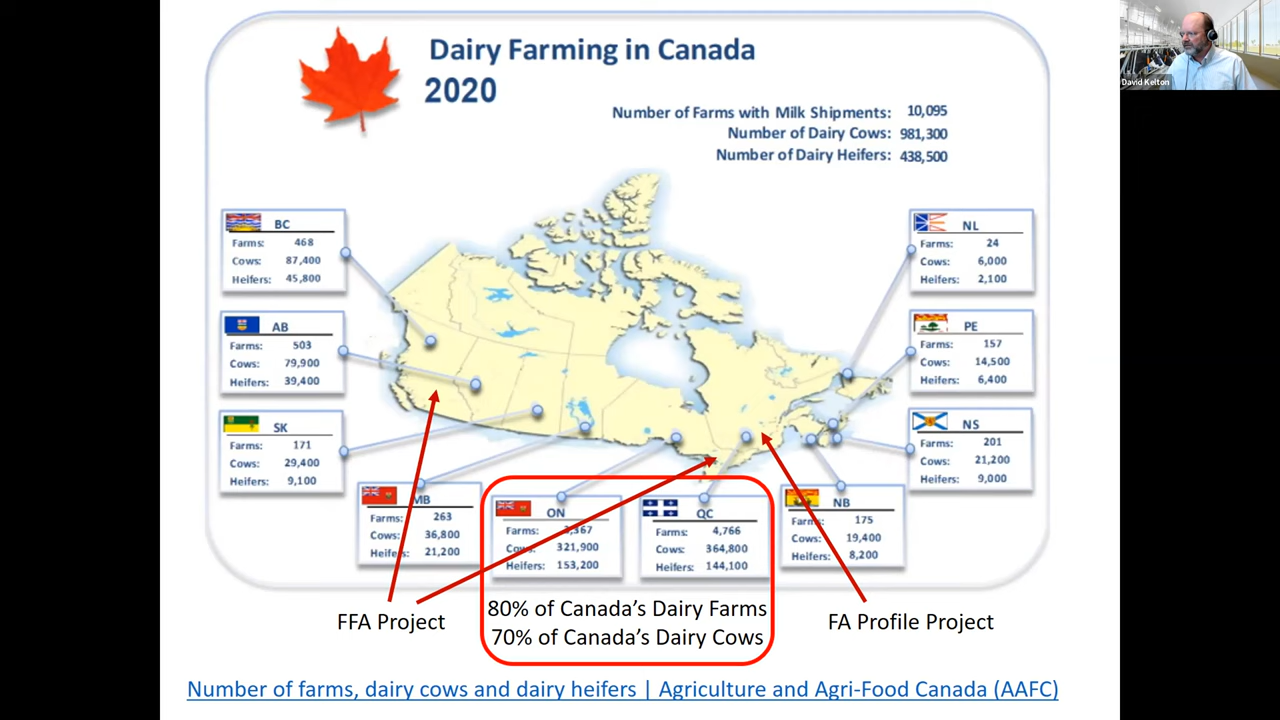 Dairy Farming in Canada
2020
Number of Farms with Milk Shipments: 10,095
Number of Dairy Cows: 981,300
Number of Dairy Heifers: 438,500
David Kelton
BC
Farms: 468
Cows: 87,400
Heifers: 45,800
AB
Farms: 503
Cows: 79,900
Heifers: 39,400
SK
Farms: 171
Cows: 29,400
Heifers: 9,100
MB
Farms: 263
Cows: 36,800
Heifers: 21,200
ON
Farms: 3,367
Cows: 321,900
Heifers: 153,200
QC
Farms: 4,766
Cows: 364,800
Heifers: 144,100
NB
Farms: 175
Cows: 19,400
Heifers: 8,200
NL
Farms: 24
Cows: 6,000
Heifers: 2,100
PE
Farms: 157
Cows: 14,500
Heifers: 6,400
NS
Farms: 201
Cows: 21,200
Heifers: 9,000
FFA Project
80% of Canada's Dairy Farms
70% of Canada's Dairy Cows
FA Profile Project
Number of farms, dairy cows and dairy heifers | Agriculture and Agri-Food Canada (AAFC)